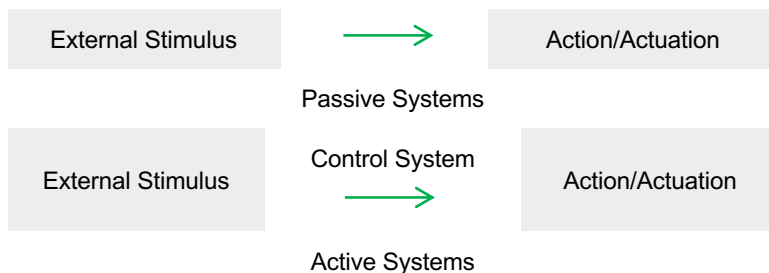 External Stimulus
Action/Actuation
Passive Systems
Control System
External Stimulus
Action/Actuation
Active Systems